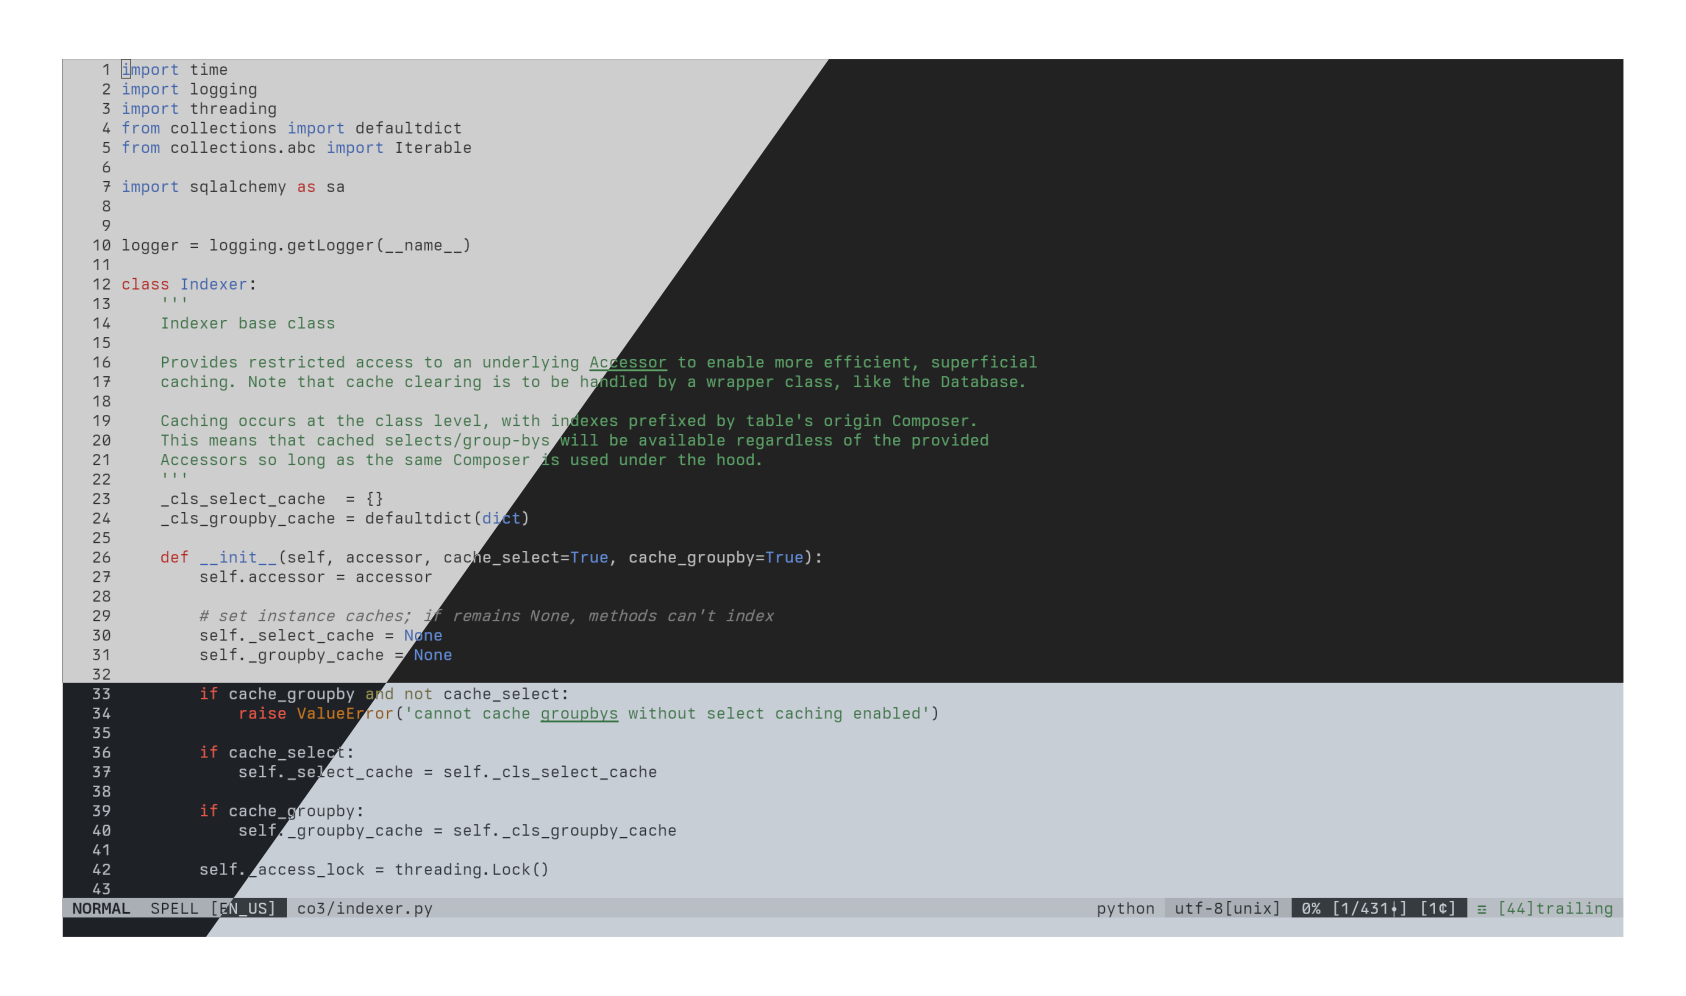 1 import time
2 import logging
3 import threading
4 from collections import defaultdict
5 from collections.abc import Iterable
6
7 import sqlalchemy as sa
8
9
10 logger = logging.getLogger(__name__)
11
12 class Indexer:
13     '''
14     Indexer base class
15
16     Provides restricted access to an underlying Accessor to enable more efficient, superficial
17     caching. Note that cache clearing is to be handled by a wrapper class, like the Database.
18
19     Caching occurs at the class level, with indexes prefixed by table's origin Composer.
20     This means that cached selects/group-bys will be available regardless of the provided
21     Accessors so long as the same Composer is used under the hood.
22     '''
23     _cls_select_cache  = {}
24     _cls_groupby_cache = defaultdict(dict)
25
26     def __init__(self, accessor, cache_select=True, cache_groupby=True):
27         self.accessor = accessor
28
29         # set instance caches; if remains None, methods can't index
30         self._select_cache = None
31         self._groupby_cache = None
32
33         if cache_groupby and not cache_select:
34             raise ValueError('cannot cache groupbys without select caching enabled')
35
36         if cache_select:
37             self._select_cache = self._cls_select_cache
38
39         if cache_groupby:
40             self._groupby_cache = self._cls_groupby_cache
41
42         self._access_lock = threading.Lock()
43
NORMAL  SPELL [EN_US]  co3/indexer.py  python  utf-8[unix]  0% [1/431⸽] [1¢]  ☲ [44]trailing